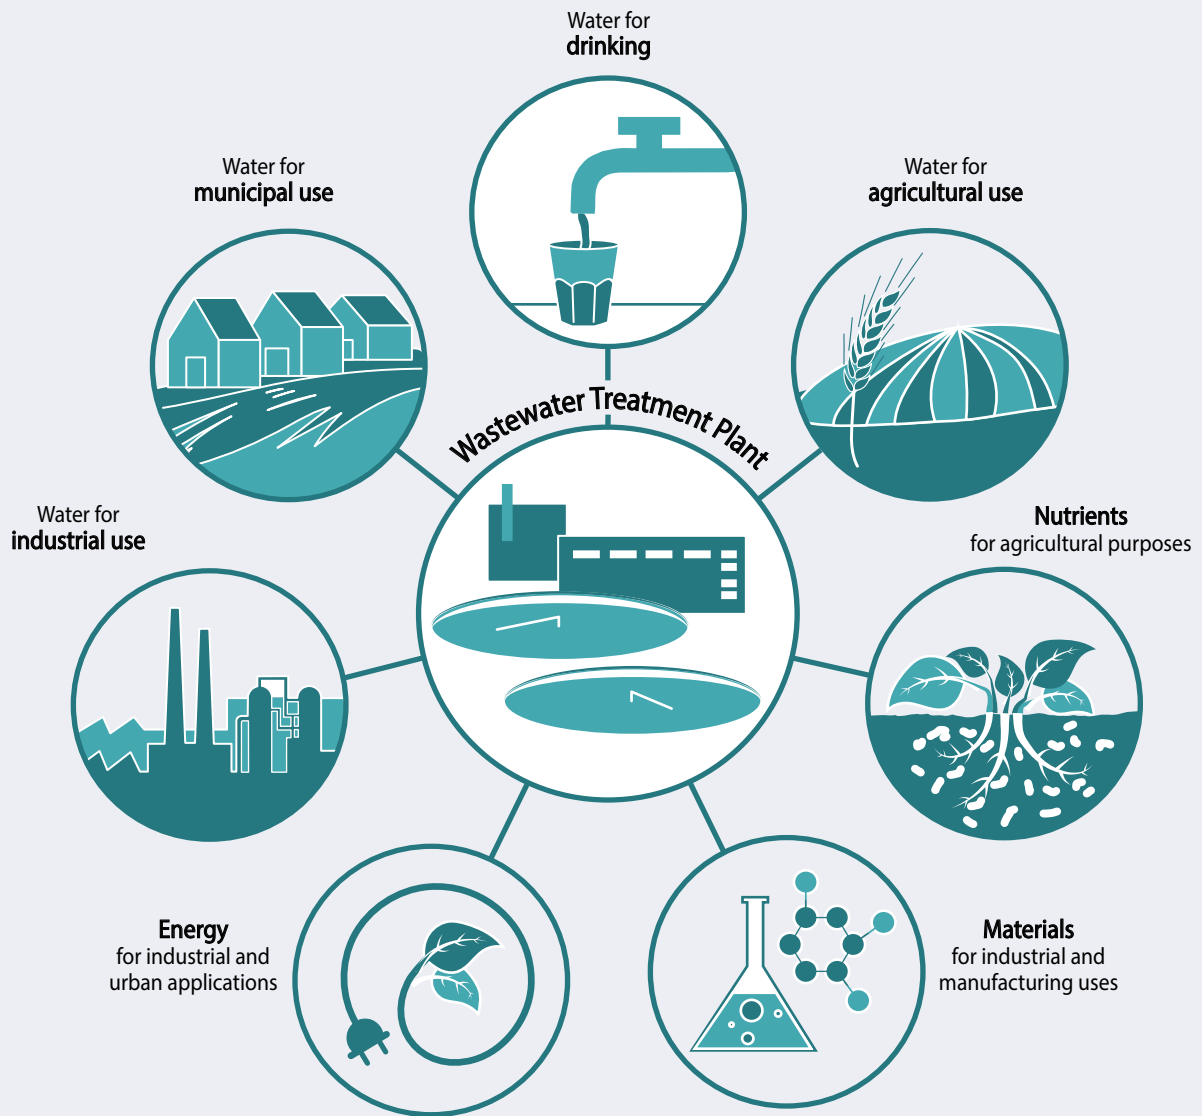 Water for
drinking
Water for
municipal use
Water for
agricultural use
Wastewater Treatment Plant
Water for
industrial use
Nutrients
for agricultural purposes
Energy
for industrial and
urban applications
Materials
for industrial and
manufacturing uses